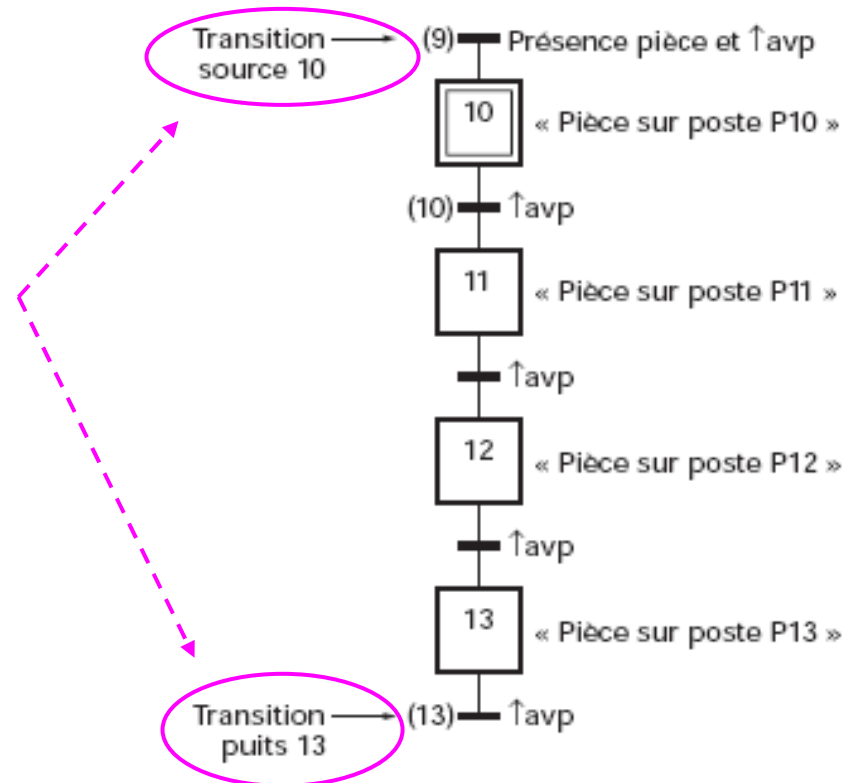 Transition
source 10
(9) Présence pièce et ↑avp
10
« Pièce sur poste P10 »
(10) ↑avp
11
« Pièce sur poste P11 »
↑avp
12
« Pièce sur poste P12 »
↑avp
13
« Pièce sur poste P13 »
Transition
puits 13
(13) ↑avp